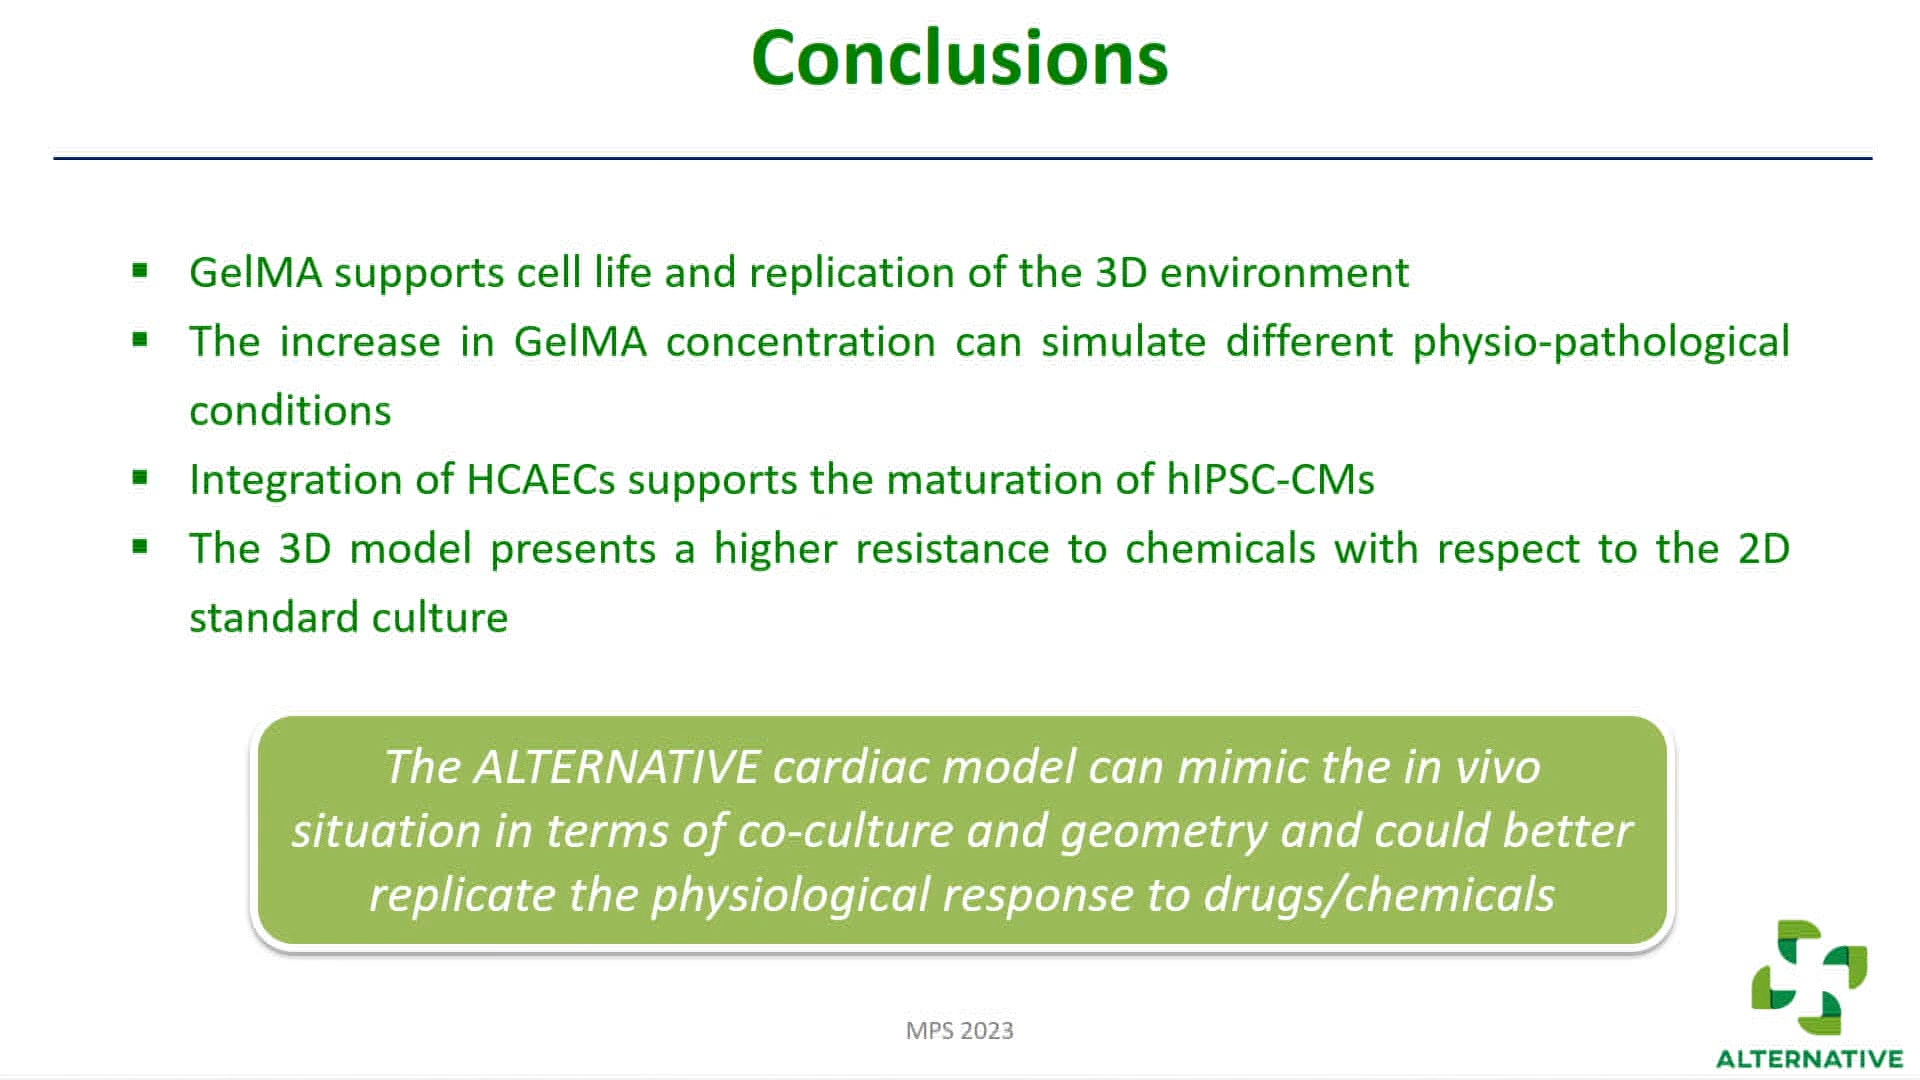 Conclusions
▪ GelMA supports cell life and replication of the 3D environment
▪ The increase in GelMA concentration can simulate different physio-pathological
conditions
▪ Integration of HCAECs supports the maturation of hIPSC-CMs
▪ The 3D model presents a higher resistance to chemicals with respect to the 2D
standard culture
The ALTERNATIVE cardiac model can mimic the in vivo
situation in terms of co-culture and geometry and could better
replicate the physiological response to drugs/chemicals
MPS 2023
ALTERNATIVE